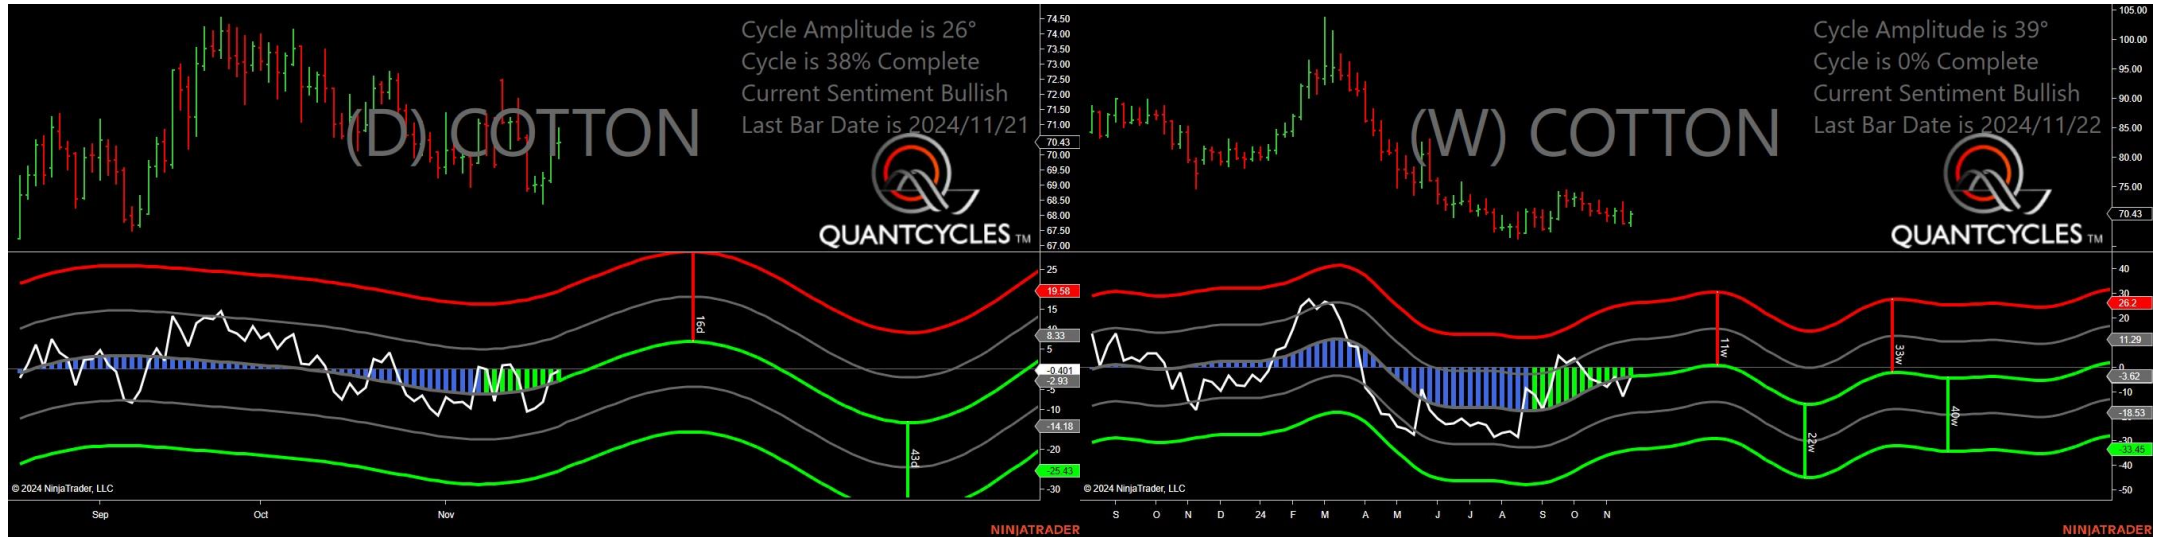 Cycle Amplitude is 26°
Cycle is 38% Complete
Current Sentiment Bullish
Last Bar Date is 2024/11/21
(D) COTTON
QUANTCYCLES TM
74.50
74.00
73.50
73.00
72.50
72.00
71.50
71.00
70.43
70.00
69.50
69.00
68.50
68.00
67.50
67.00
25
19.58
15
10
8.33
5
-0.401
-2.93
-5
-10
-14.18
-20
-25.43
-30
16d
43d
© 2024 NinjaTrader, LLC
Sep Oct Nov
NINJATRADER
Cycle Amplitude is 39°
Cycle is 0% Complete
Current Sentiment Bullish
Last Bar Date is 2024/11/22
(W) COTTON
QUANTCYCLES TM
105.00
100.00
95.00
90.00
85.00
80.00
75.00
70.43
40
30
26.2
20
11.29
0
-3.62
-10
-18.53
-30
-33.45
-40
-50
11w
22w
33w
40w
© 2024 NinjaTrader, LLC
S O N D 24 F M A M J J A S O N
NINJATRADER